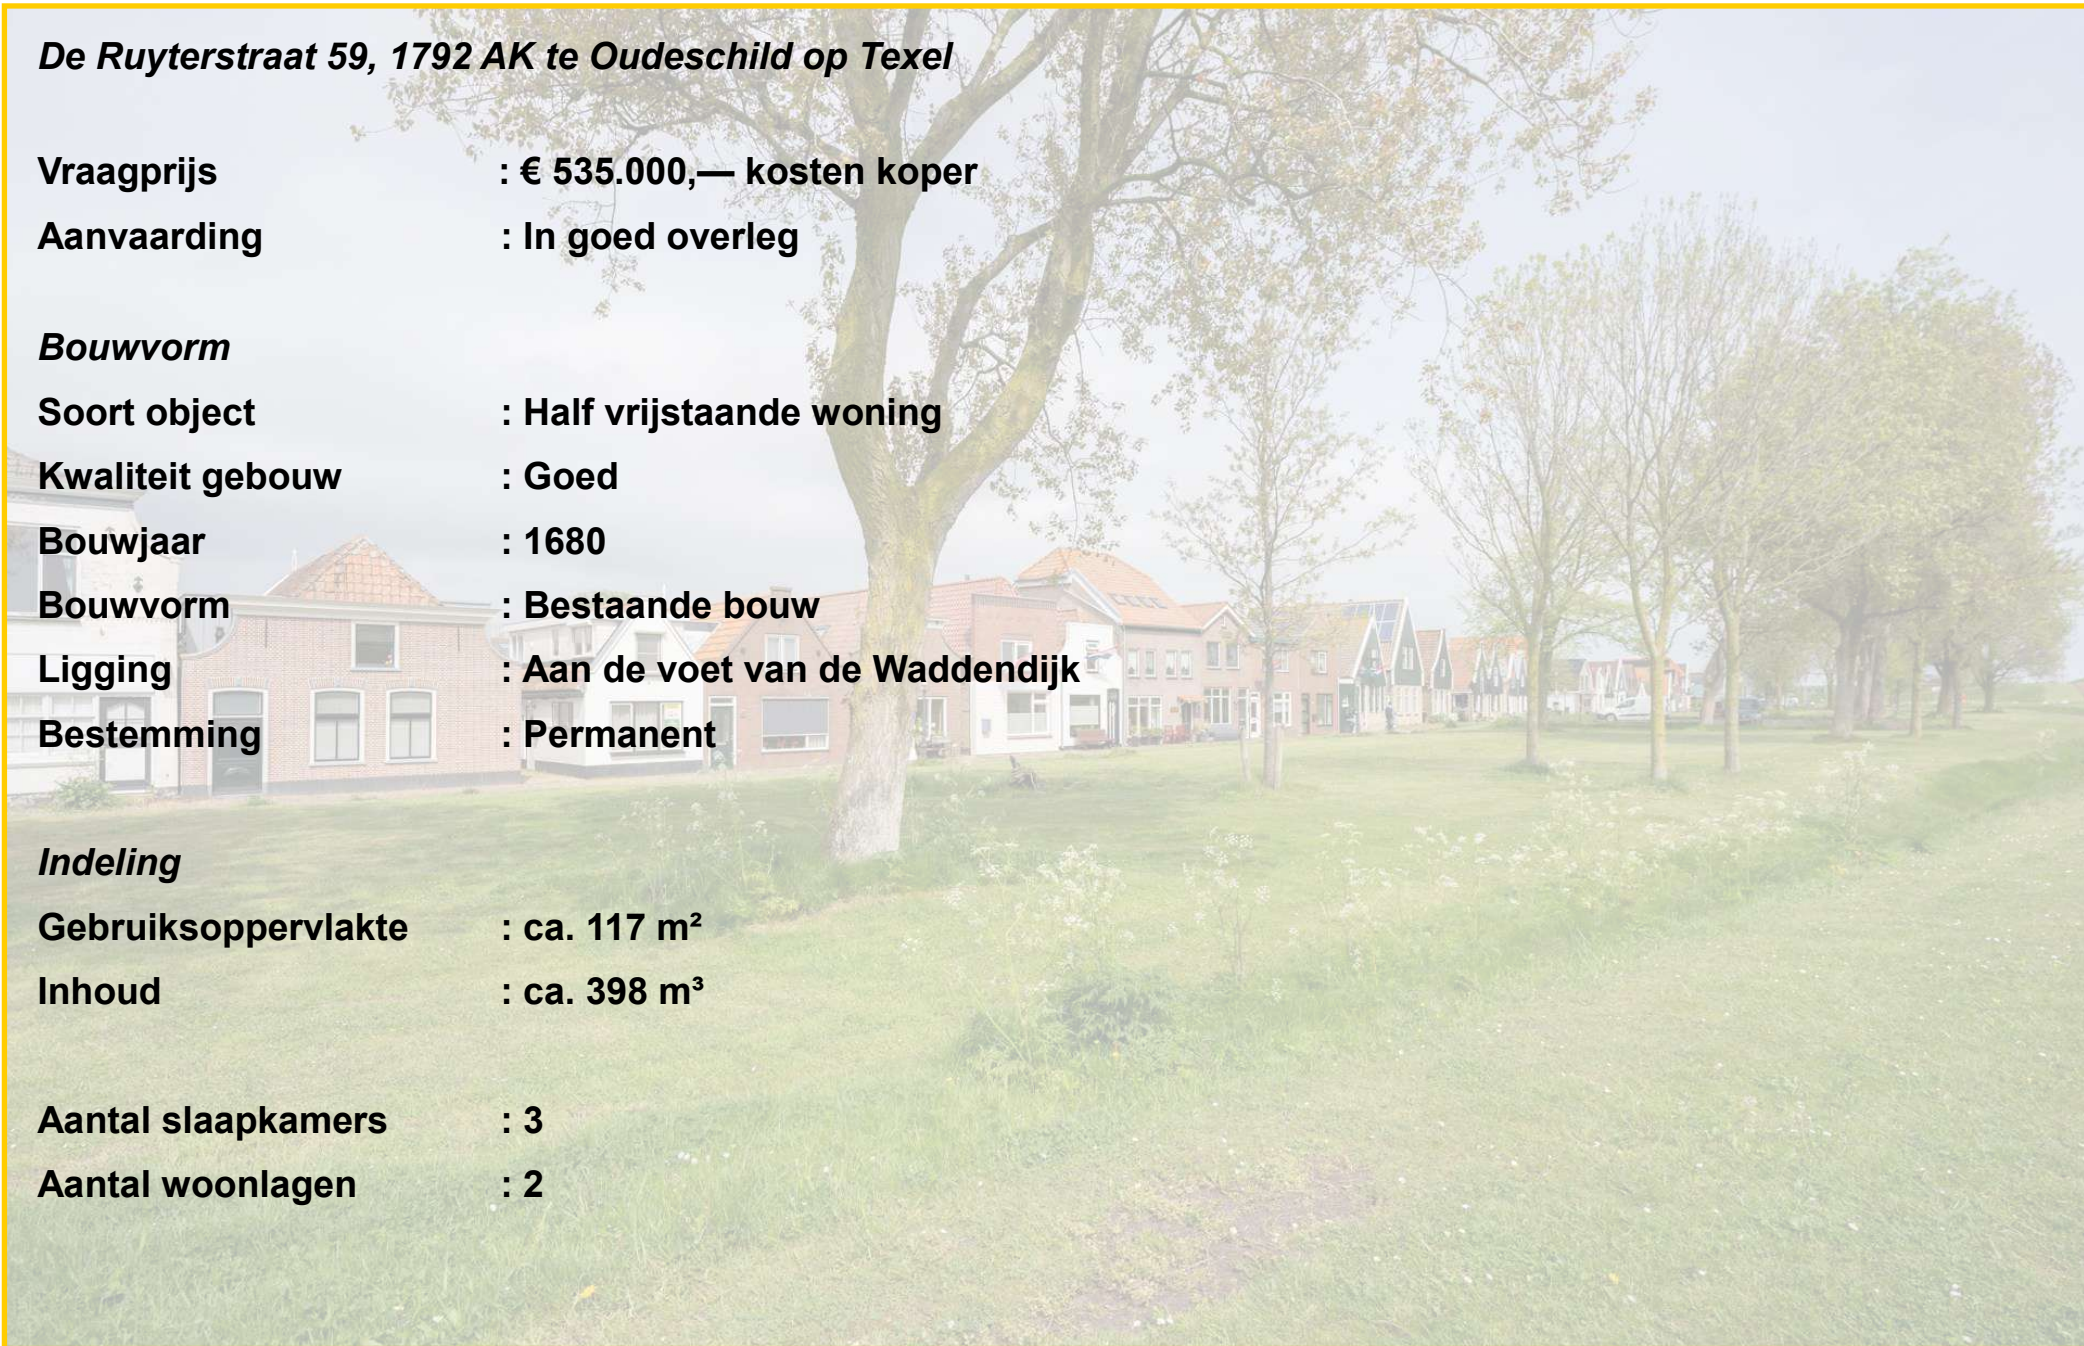 De Ruyterstraat 59, 1792 AK te Oudeschild op Texel
Vraagprijs : € 535.000,— kosten koper
Aanvaarding : In goed overleg
Bouwvorm
Soort object : Half vrijstaande woning
Kwaliteit gebouw : Goed
Bouwjaar : 1680
Bouwvorm : Bestaande bouw
Ligging : Aan de voet van de Waddendijk
Bestemming : Permanent
Indeling
Gebruiksoppervlakte : ca. 117 m²
Inhoud : ca. 398 m³
Aantal slaapkamers : 3
Aantal woonlagen : 2